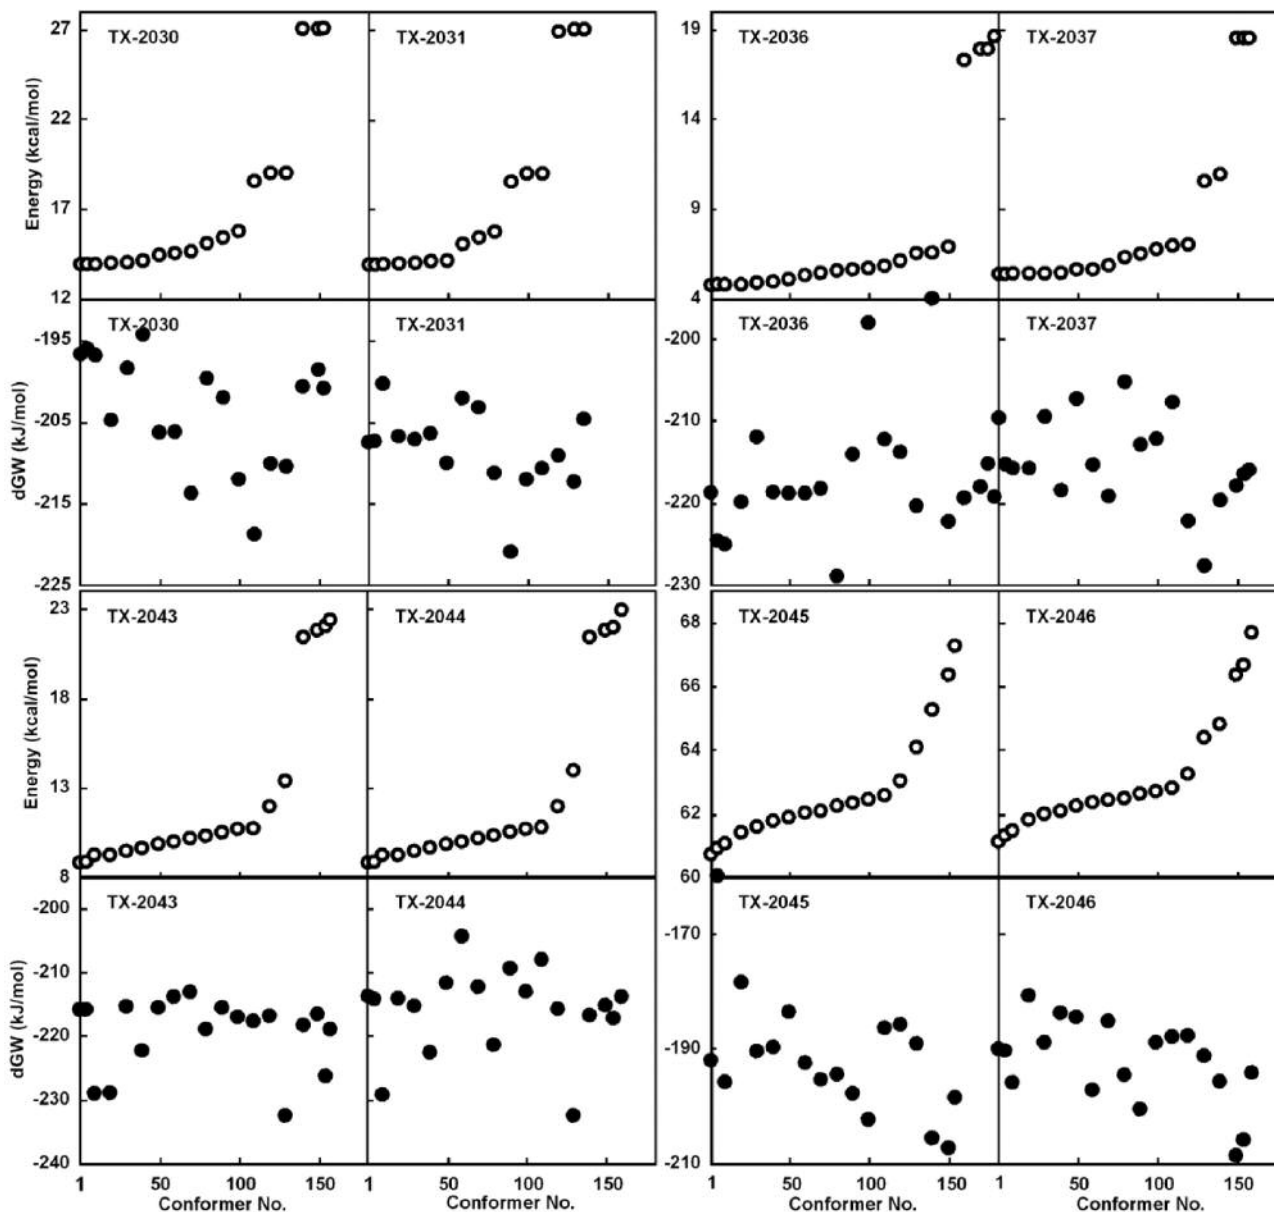 27
22
17
12
Energy (kcal/mol)
TX-2030
TX-2031
19
14
9
4
Energy (kcal/mol)
TX-2036
TX-2037
-195
-205
-215
-225
dGW (kJ/mol)
TX-2030
TX-2031
-200
-210
-220
-230
TX-2036
TX-2037
23
18
13
8
Energy (kcal/mol)
TX-2043
TX-2044
68
66
64
62
60
TX-2045
TX-2046
-200
-210
-220
-230
-240
dGW (kJ/mol)
TX-2043
TX-2044
-170
-190
-210
TX-2045
TX-2046
1 50 100 150 1 50 100 150
Conformer No. Conformer No.
1 50 100 150 1 50 100 150
Conformer No. Conformer No.